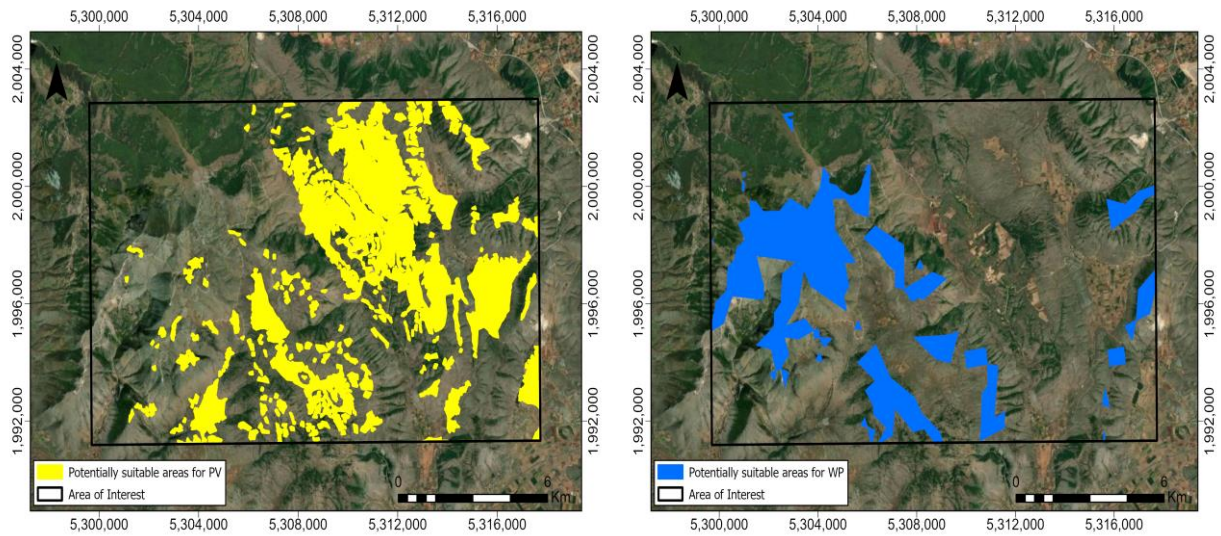 5,300,000 5,304,000 5,308,000 5,312,000 5,316,000
N
2,004,000 2,000,000 1,996,000 1,992,000
2,004,000 2,000,000 1,996,000 1,992,000
Potentially suitable areas for PV
Area of Interest
0 6
Km
5,300,000 5,304,000 5,308,000 5,312,000 5,316,000
5,300,000 5,304,000 5,308,000 5,312,000 5,316,000
N
2,004,000 2,000,000 1,996,000 1,992,000
2,004,000 2,000,000 1,996,000 1,992,000
Potentially suitable areas for WP
Area of Interest
0 6
Km
5,300,000 5,304,000 5,308,000 5,312,000 5,316,000